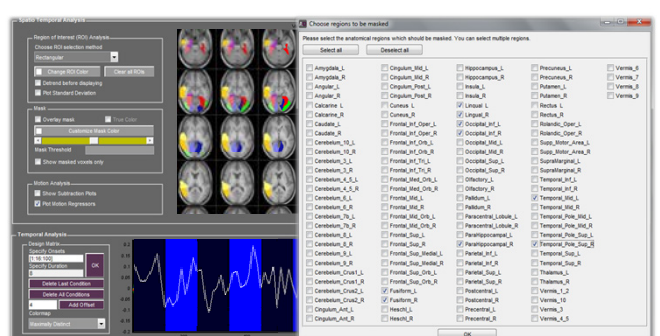 Spatio Temporal Analysis
Region of Interest (ROI) Analysis
Choose ROI selection method
Rectangular
Change ROI Color
Clear all ROIs
Detrend before displaying
Plot Standard Deviation
Mask
Overlay mask
True Color
Customize Mask Color
Mask Threshold
Show masked voxels only
Motion Analysis
Show Subtraction Plots
Plot Motion Regressors
Temporal Analysis
Design Matrix
Specify Onsets
[1:16:100]
Specify Duration
8
OK
Delete Last Condition
Delete All Conditions
4
Add Offset
Colormap
Maximally Distinct
Choose regions to be masked
Please select the anatomical regions which should be masked. You can select multiple regions.
Select all
Deselect all
Amygdala_L
Amygdala_R
Angular_L
Angular_R
Calcarine_L
Calcarine_R
Caudate_L
Caudate_R
Cerebelum_10_L
Cerebelum_10_R
Cerebelum_3_L
Cerebelum_3_R
Cerebelum_4_5_L
Cerebelum_4_5_R
Cerebelum_6_L
Cerebelum_6_R
Cerebelum_7b_L
Cerebelum_7b_R
Cerebelum_8_L
Cerebelum_8_R
Cerebelum_9_L
Cerebelum_9_R
Cerebelum_Crus1_L
Cerebelum_Crus1_R
Cerebelum_Crus2_L
Cerebelum_Crus2_R
Cingulum_Ant_L
Cingulum_Ant_R
Cingulum_Mid_L
Cingulum_Mid_R
Cingulum_Post_L
Cingulum_Post_R
Cuneus_L
Cuneus_R
Frontal_Inf_Oper_L
Frontal_Inf_Oper_R
Frontal_Inf_Orb_L
Frontal_Inf_Orb_R
Frontal_Inf_Tri_L
Frontal_Inf_Tri_R
Frontal_Med_Orb_L
Frontal_Med_Orb_R
Frontal_Mid_L
Frontal_Mid_R
Frontal_Mid_Orb_L
Frontal_Mid_Orb_R
Frontal_Sup_L
Frontal_Sup_R
Frontal_Sup_Medial_L
Frontal_Sup_Medial_R
Frontal_Sup_Orb_L
Frontal_Sup_Orb_R
Fusiform_L
Fusiform_R
Heschl_L
Heschl_R
Hippocampus_L
Hippocampus_R
Insula_L
Insula_R
Lingual_L
Lingual_R
Occipital_Inf_L
Occipital_Inf_R
Occipital_Mid_L
Occipital_Mid_R
Occipital_Sup_L
Occipital_Sup_R
Olfactory_L
Olfactory_R
Pallidum_L
Pallidum_R
Paracentral_Lobule_L
Paracentral_Lobule_R
ParaHippocampal_L
ParaHippocampal_R
Parietal_Inf_L
Parietal_Inf_R
Parietal_Sup_L
Parietal_Sup_R
Postcentral_L
Postcentral_R
Precentral_L
Precentral_R
Precuneus_L
Precuneus_R
Putamen_L
Putamen_R
Rectus_L
Rectus_R
Rolandic_Oper_L
Rolandic_Oper_R
Supp_Motor_Area_L
Supp_Motor_Area_R
SupraMarginal_L
SupraMarginal_R
Temporal_Inf_L
Temporal_Inf_R
Temporal_Mid_L
Temporal_Mid_R
Temporal_Pole_Mid_L
Temporal_Pole_Mid_R
Temporal_Pole_Sup_L
Temporal_Pole_Sup_R
Temporal_Sup_L
Temporal_Sup_R
Thalamus_L
Thalamus_R
Vermis_1_2
Vermis_10
Vermis_3
Vermis_4_5
Vermis_6
Vermis_7
Vermis_8
Vermis_9
OK